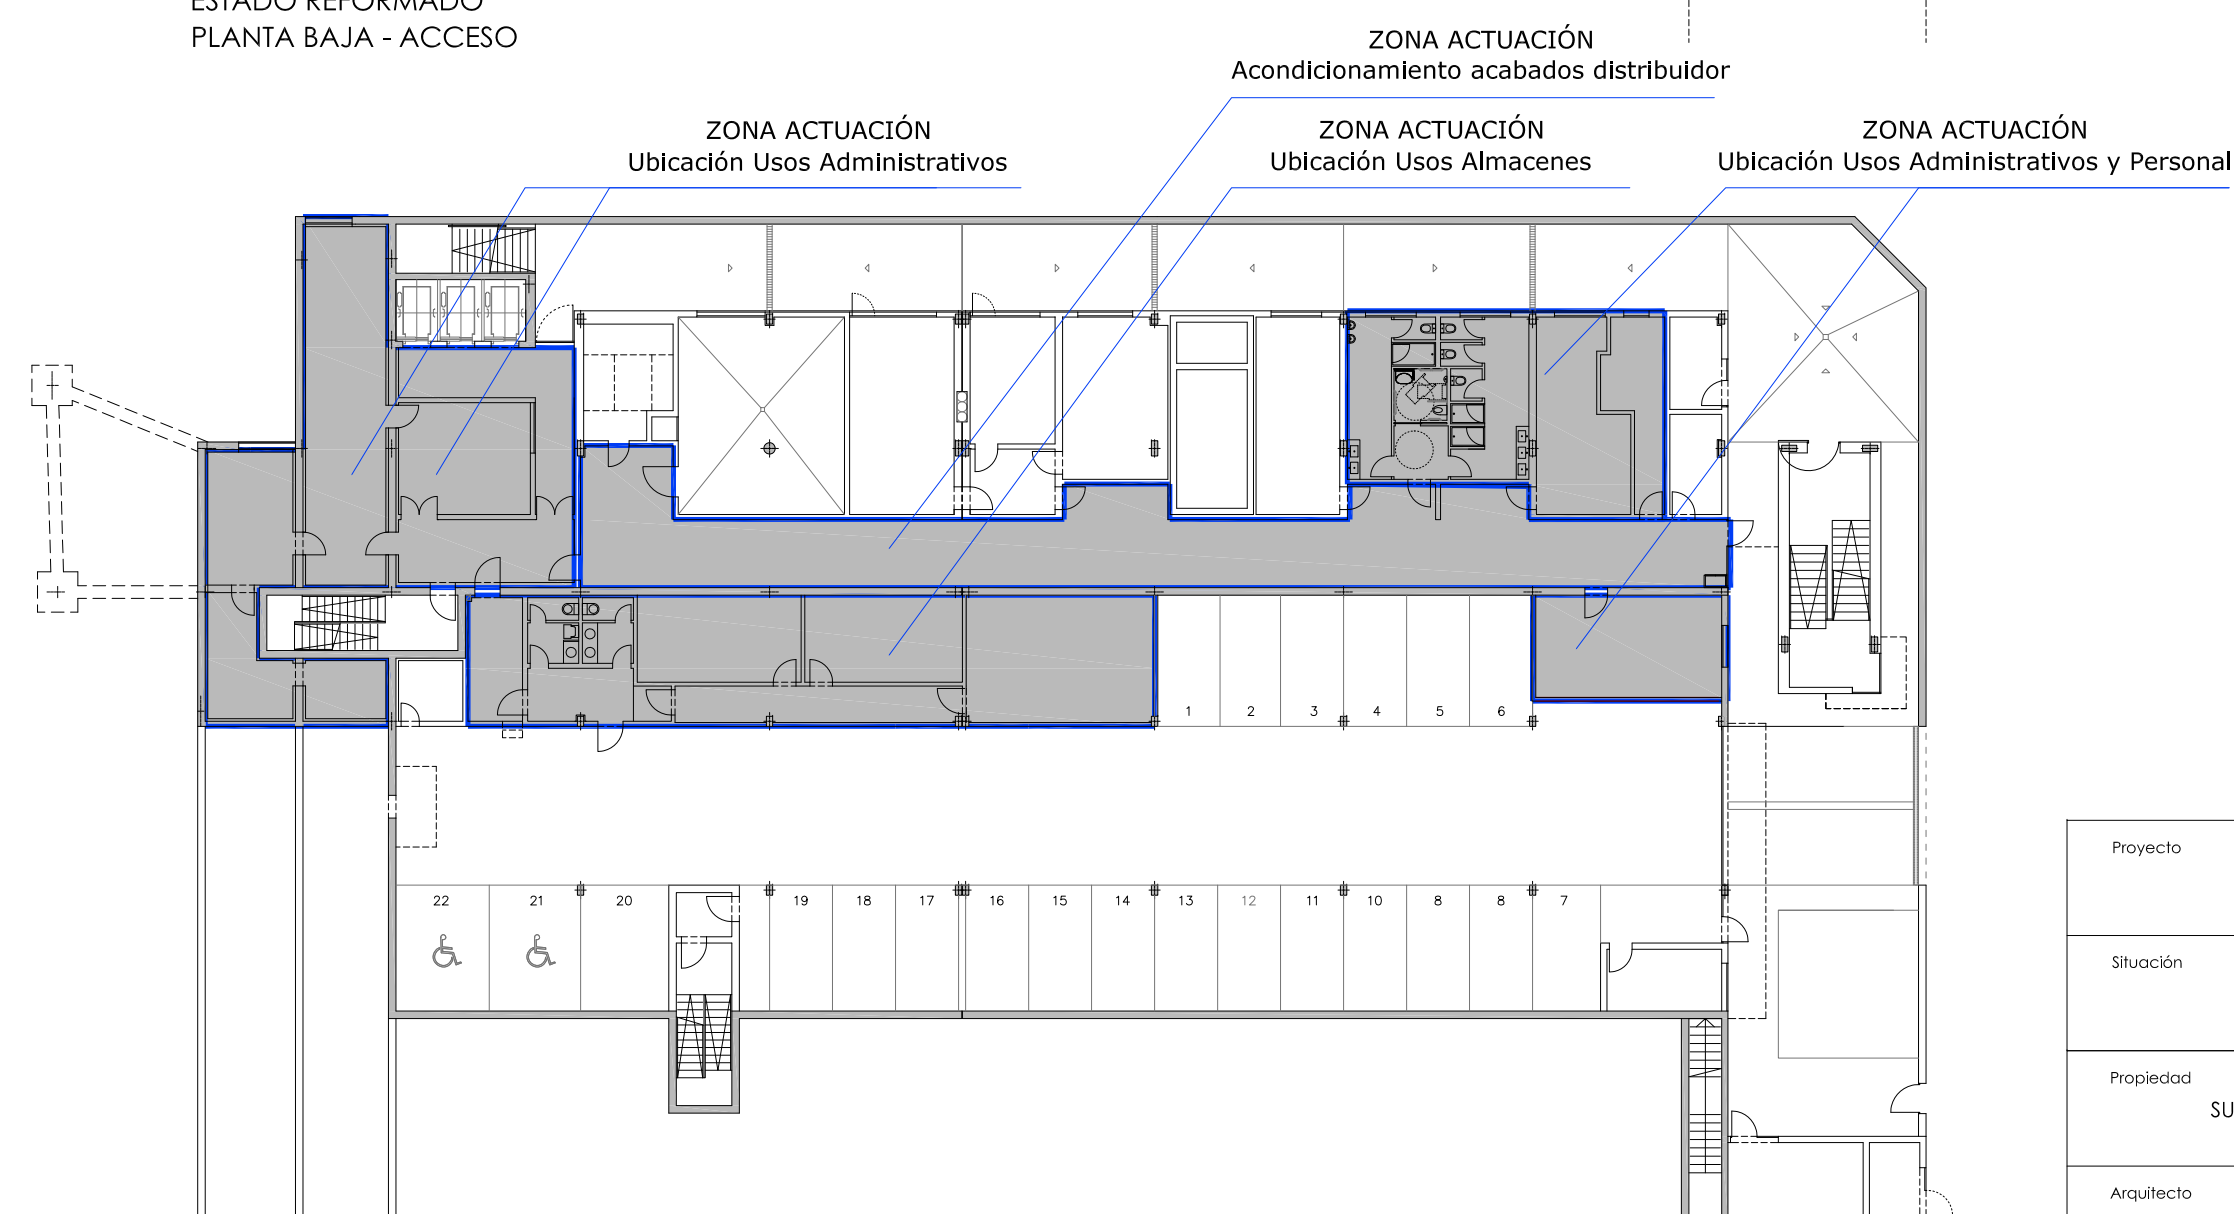 ESTADO REFORMADO
PLANTA BAJA - ACCESO
ZONA ACTUACIÓN
Acondicionamiento acabados distribuidor
ZONA ACTUACIÓN
Ubicación Usos Administrativos
ZONA ACTUACIÓN
Ubicación Usos Almacenes
ZONA ACTUACIÓN
Ubicación Usos Administrativos y Personal
1 2 3 4 5 6
22 21 20 19 18 17 16 15 14 13 12 11 10 8 8 7
Proyecto
Situación
Propiedad
SU
Arquitecto